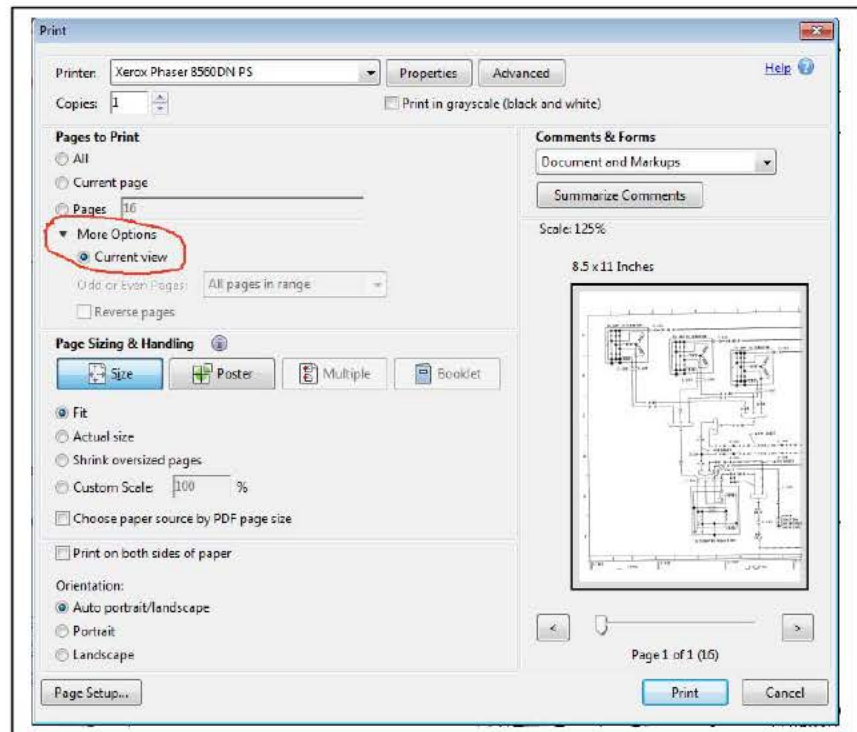 Print
Printer: Xerox Phaser 8560DN PS Properties Advanced Help
Copies: 1 Print in grayscale (black and white)
Pages to Print
All
Current page
Pages 16
More Options
Current view
Odd or Even Pages: All pages in range
Reverse pages
Page Sizing & Handling
Size Poster Multiple Booklet
Fit
Actual size
Shrink oversized pages
Custom Scale: 100 %
Choose paper source by PDF page size
Print on both sides of paper
Orientation:
Auto portrait/landscape
Portrait
Landscape
Comments & Forms
Document and Markups
Summarize Comments
Scale: 125%
8.5 x 11 Inches
< >
Page 1 of 1 (16)
Page Setup... Print Cancel